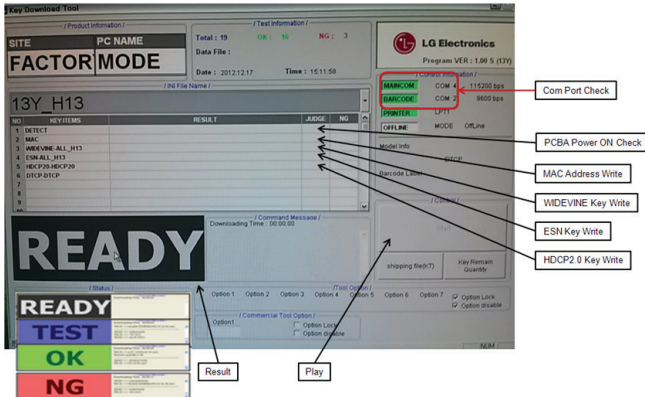 Key Download Tool
/ Product Information /
SITE PC NAME
FACTOR MODE
/ Test Information /
Total : 19 OK : 16 NG : 3
Data File :
Date : 2012.12.17 Time : 15:11:58
LG Electronics
Program VER : 1.00 S (13Y)
/ INI File Name /
13Y_H13
NO KEY ITEMS RESULT JUDGE NG
1 DETECT
2 MAC
3 WIDEVINE-ALL_H13
4 ESN-ALL_H13
5 HDCP20-HDCP20
6 DTCP-DTCP
7
8
9
/ Control Information /
MAINCOM COM 4 115200 bps
BARCODE COM 2 9600 bps
PRINTER LPT1
OFFLINE MODE OffLine
Model Info
DTCP
Barcode Label
Com Port Check
PCBA Power ON Check
MAC Address Write
WIDEVINE Key Write
ESN Key Write
HDCP2.0 Key Write
READY
/ Command Message /
Downloading Time : 00:00:00
/ Control /
shipping file(KT)
Key Remain
Quantity
/ Status /
READY
TEST
OK
NG
/Tool Option /
Option 1 Option 2 Option 3 Option 4 Option 5 Option 6 Option 7
Option Lock
Option disable
/ Commercial Tool Option /
Option1
Option Lock
Option disable
NUM
Result
Play